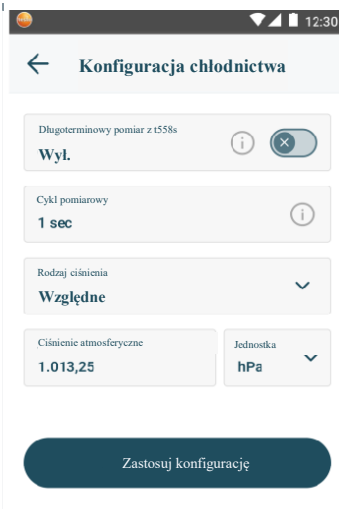 12:30
Konfiguracja chłodnictwa
Długoterminowy pomiar z t558s
Wył.
Cykl pomiarowy
1 sec
Rodzaj ciśnienia
Względne
Ciśnienie atmosferyczne
1.013,25
Jednostka
hPa
Zastosuj konfigurację